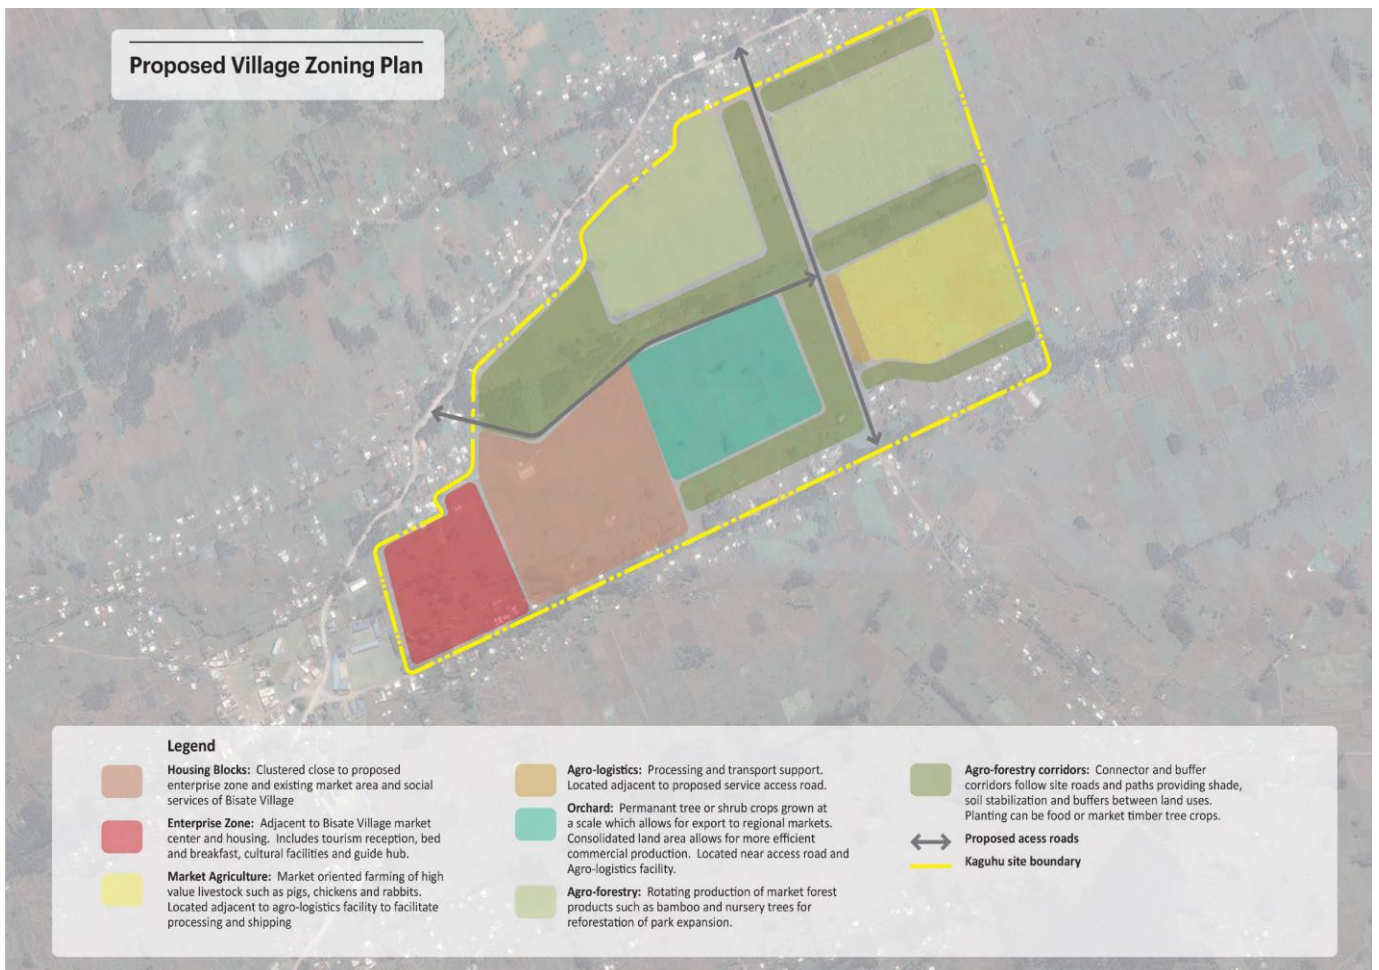 Proposed Village Zoning Plan
Legend
Housing Blocks: Clustered close to proposed
enterprise zone and existing market area and social
services of Bisate Village
Enterprise Zone: Adjacent to Bisate Village market
center and housing. Includes tourism reception, bed
and breakfast, cultural facilities and guide hub.
Market Agriculture: Market oriented farming of high
value livestock such as pigs, chickens and rabbits.
Located adjacent to agro-logistics facility to facilitate
processing and shipping
Agro-logistics: Processing and transport support.
Located adjacent to proposed service access road.
Orchard: Permanant tree or shrub crops grown at
a scale which allows for export to regional markets.
Consolidated land area allows for more efficient
commercial production. Located near access road and
Agro-logistics facility.
Agro-forestry: Rotating production of market forest
products such as bamboo and nursery trees for
reforestation of park expansion.
Agro-forestry corridors: Connector and buffer
corridors follow site roads and paths providing shade,
soil stabilization and buffers between land uses.
Planting can be food or market timber tree crops.
Proposed acess roads
Kaguhu site boundary